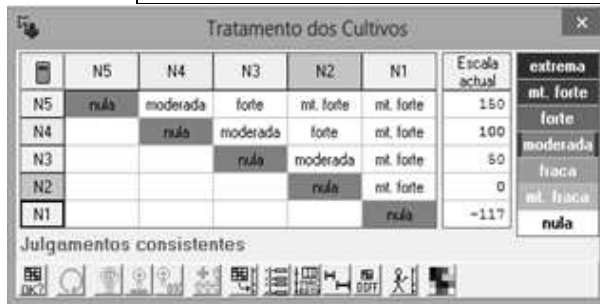 Tratamento dos Cultivos
N5 N4 N3 N2 N1 Escala actual
N5 nula moderada forte mt. forte mt. forte 150
N4 nula moderada forte mt. forte 100
N3 nula moderada mt. forte 50
N2 nula mt. forte 0
N1 nula -117
extrema
mt. forte
forte
moderada
fraca
mt. fraca
nula
Julgamentos consistentes
OK?
DIFF